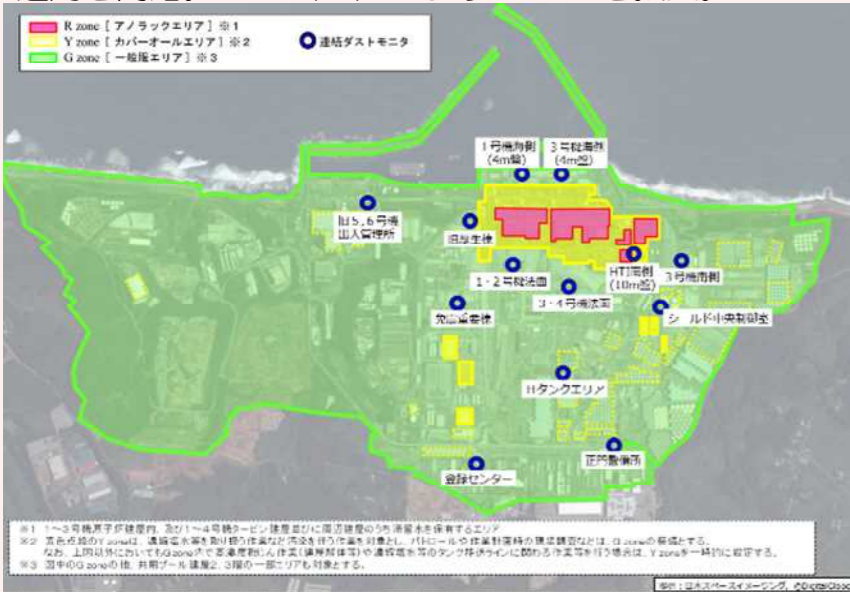 R zone [ アノラックエリア] ※1
Y zone [ カバーオールエリア] ※2
G zone [ 一般服エリア] ※3
連続ダストモニタ
1号機海側
(4m盤)
3号機海側
(4m盤)
旧5,6号機
出入管理所
旧厚生棟
1・2号機法面
3・4号機法面
HTI南側
(10m盤)
3号機南側
免震重要棟
シールド中央制御室
Hタンクエリア
正門警備所
登録センター
※1 1~3号機原子炉建屋内、及び1~4号機タービン建屋並びに周辺建屋のうち滞留水を保有するエリア
※2 黄色点線のY zoneは、濃縮塩水等を取り扱う作業など汚染を伴う作業を対象とし、パトロールや作業計画時の現場調査などは、G zoneの装備とする。
なお、上図以外においてもG zone内で高濃度粉じん作業(建屋解体等)や濃縮塩水等のタンク移送ラインに関わる作業等を行う場合は、Y zoneを一時的に設定する。
※3 図中のG zoneの他、共用プール建屋2、3階の一部エリアも対象とする。
提供:日本スペースイメージング、©DigitalGlobe